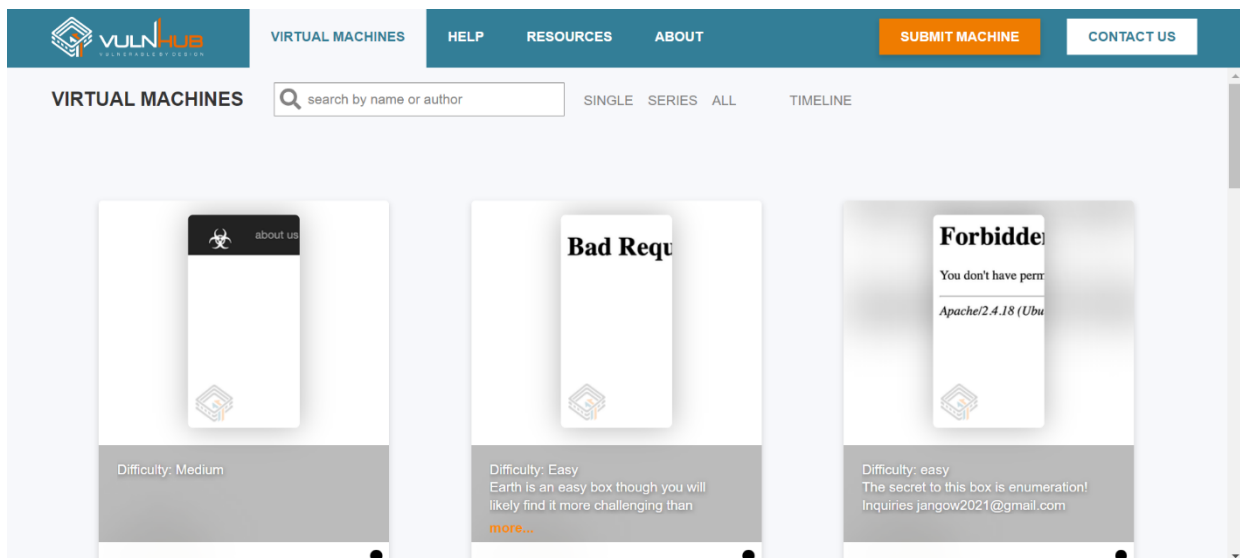 VULNHUB
VULNERABLE BY DESIGN
VIRTUAL MACHINES
HELP
RESOURCES
ABOUT
SUBMIT MACHINE
CONTACT US
VIRTUAL MACHINES
search by name or author
SINGLE SERIES ALL
TIMELINE
about us
Bad Requ
Forbidde
You don't have perm
Apache/2.4.18 (Ubu
Difficulty: Medium
Difficulty: Easy
Earth is an easy box though you will
likely find it more challenging than
more...
Difficulty: easy
The secret to this box is enumeration!
Inquiries jangow2021@gmail.com